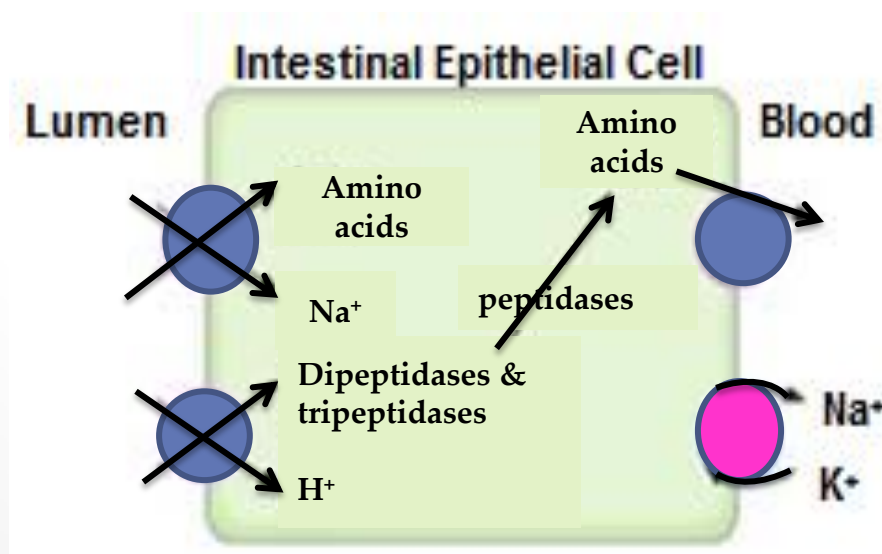 Intestinal Epithelial Cell
Lumen
Blood
Amino
acids
Amino
acids
Na⁺
peptidases
Dipeptidases &
tripeptidases
H⁺
Na⁺
K⁺